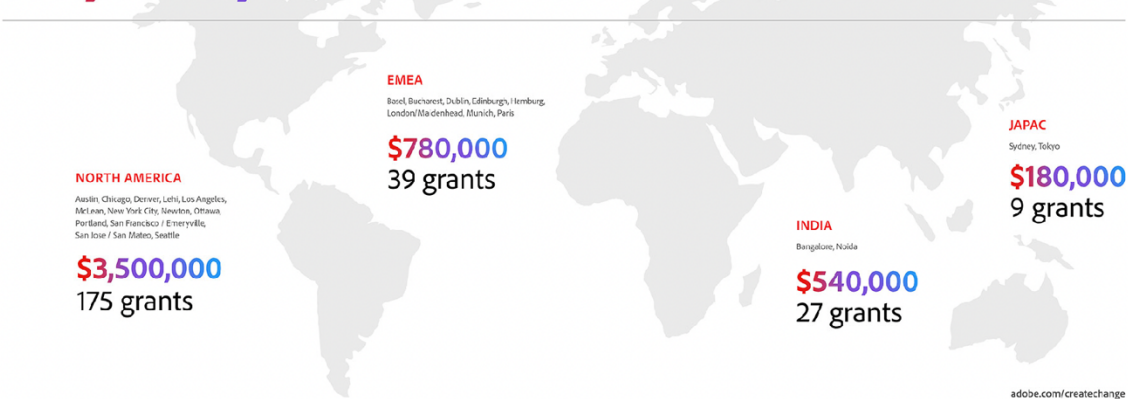 EMEA
Basel, Bucharest, Dublin, Edinburgh, Hamburg,
London/Maidenhead, Munich, Paris
$780,000
39 grants
JAPAC
Sydney, Tokyo
$180,000
9 grants
NORTH AMERICA
Austin, Chicago, Denver, Lehi, Los Angeles,
McLean, New York City, Newton, Ottawa,
Portland, San Francisco / Emeryville,
San Jose / San Mateo, Seattle
$3,500,000
175 grants
INDIA
Bangalore, Noida
$540,000
27 grants
adobe.com/createchange